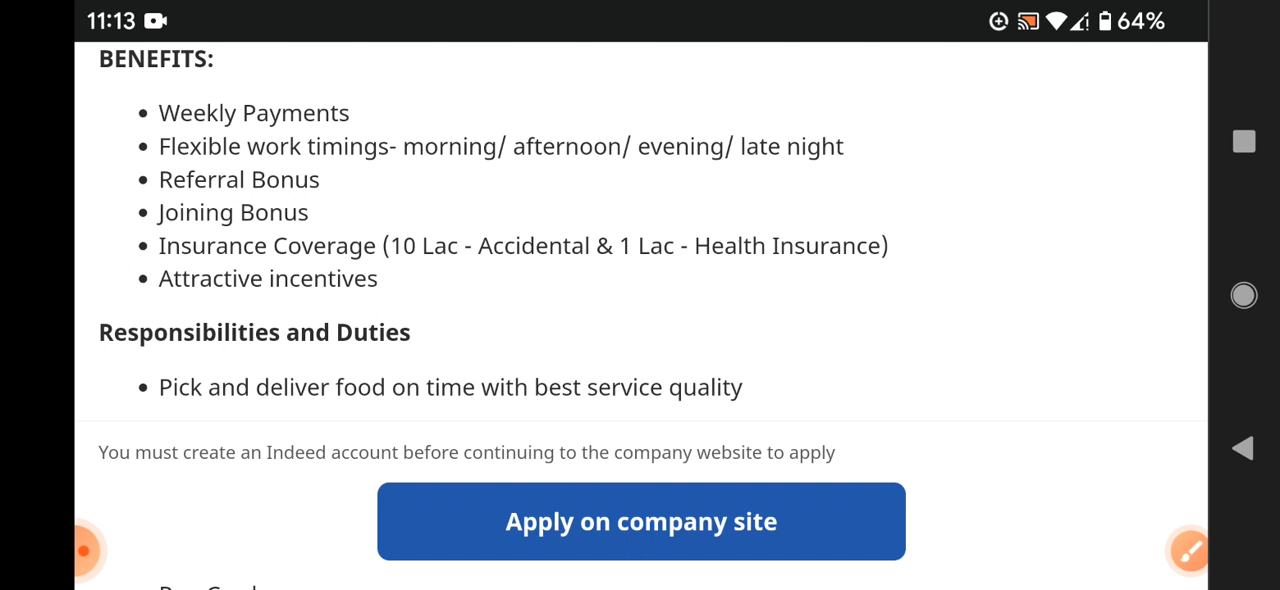 11:13
64%
BENEFITS:
Weekly Payments
Flexible work timings- morning/ afternoon/ evening/ late night
Referral Bonus
Joining Bonus
Insurance Coverage (10 Lac - Accidental & 1 Lac - Health Insurance)
Attractive incentives
Responsibilities and Duties
Pick and deliver food on time with best service quality
You must create an Indeed account before continuing to the company website to apply
Apply on company site